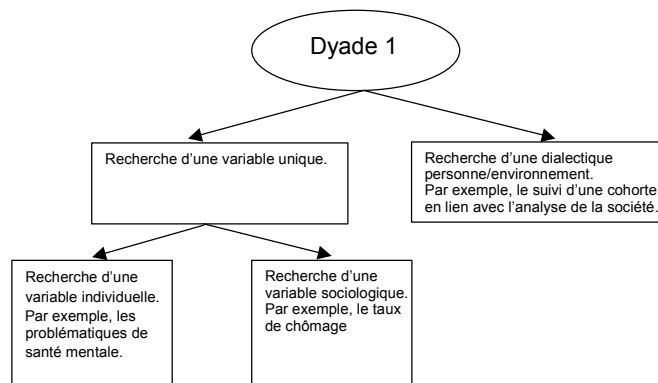 Dyade 1
Recherche d’une variable unique.
Recherche d’une dialectique
personne/environnement.
Par exemple, le suivi d’une cohorte
en lien avec l’analyse de la société.
Recherche d’une
variable individuelle.
Par exemple, les
problématiques de
santé mentale.
Recherche d’une
variable sociologique.
Par exemple, le taux
de chômage